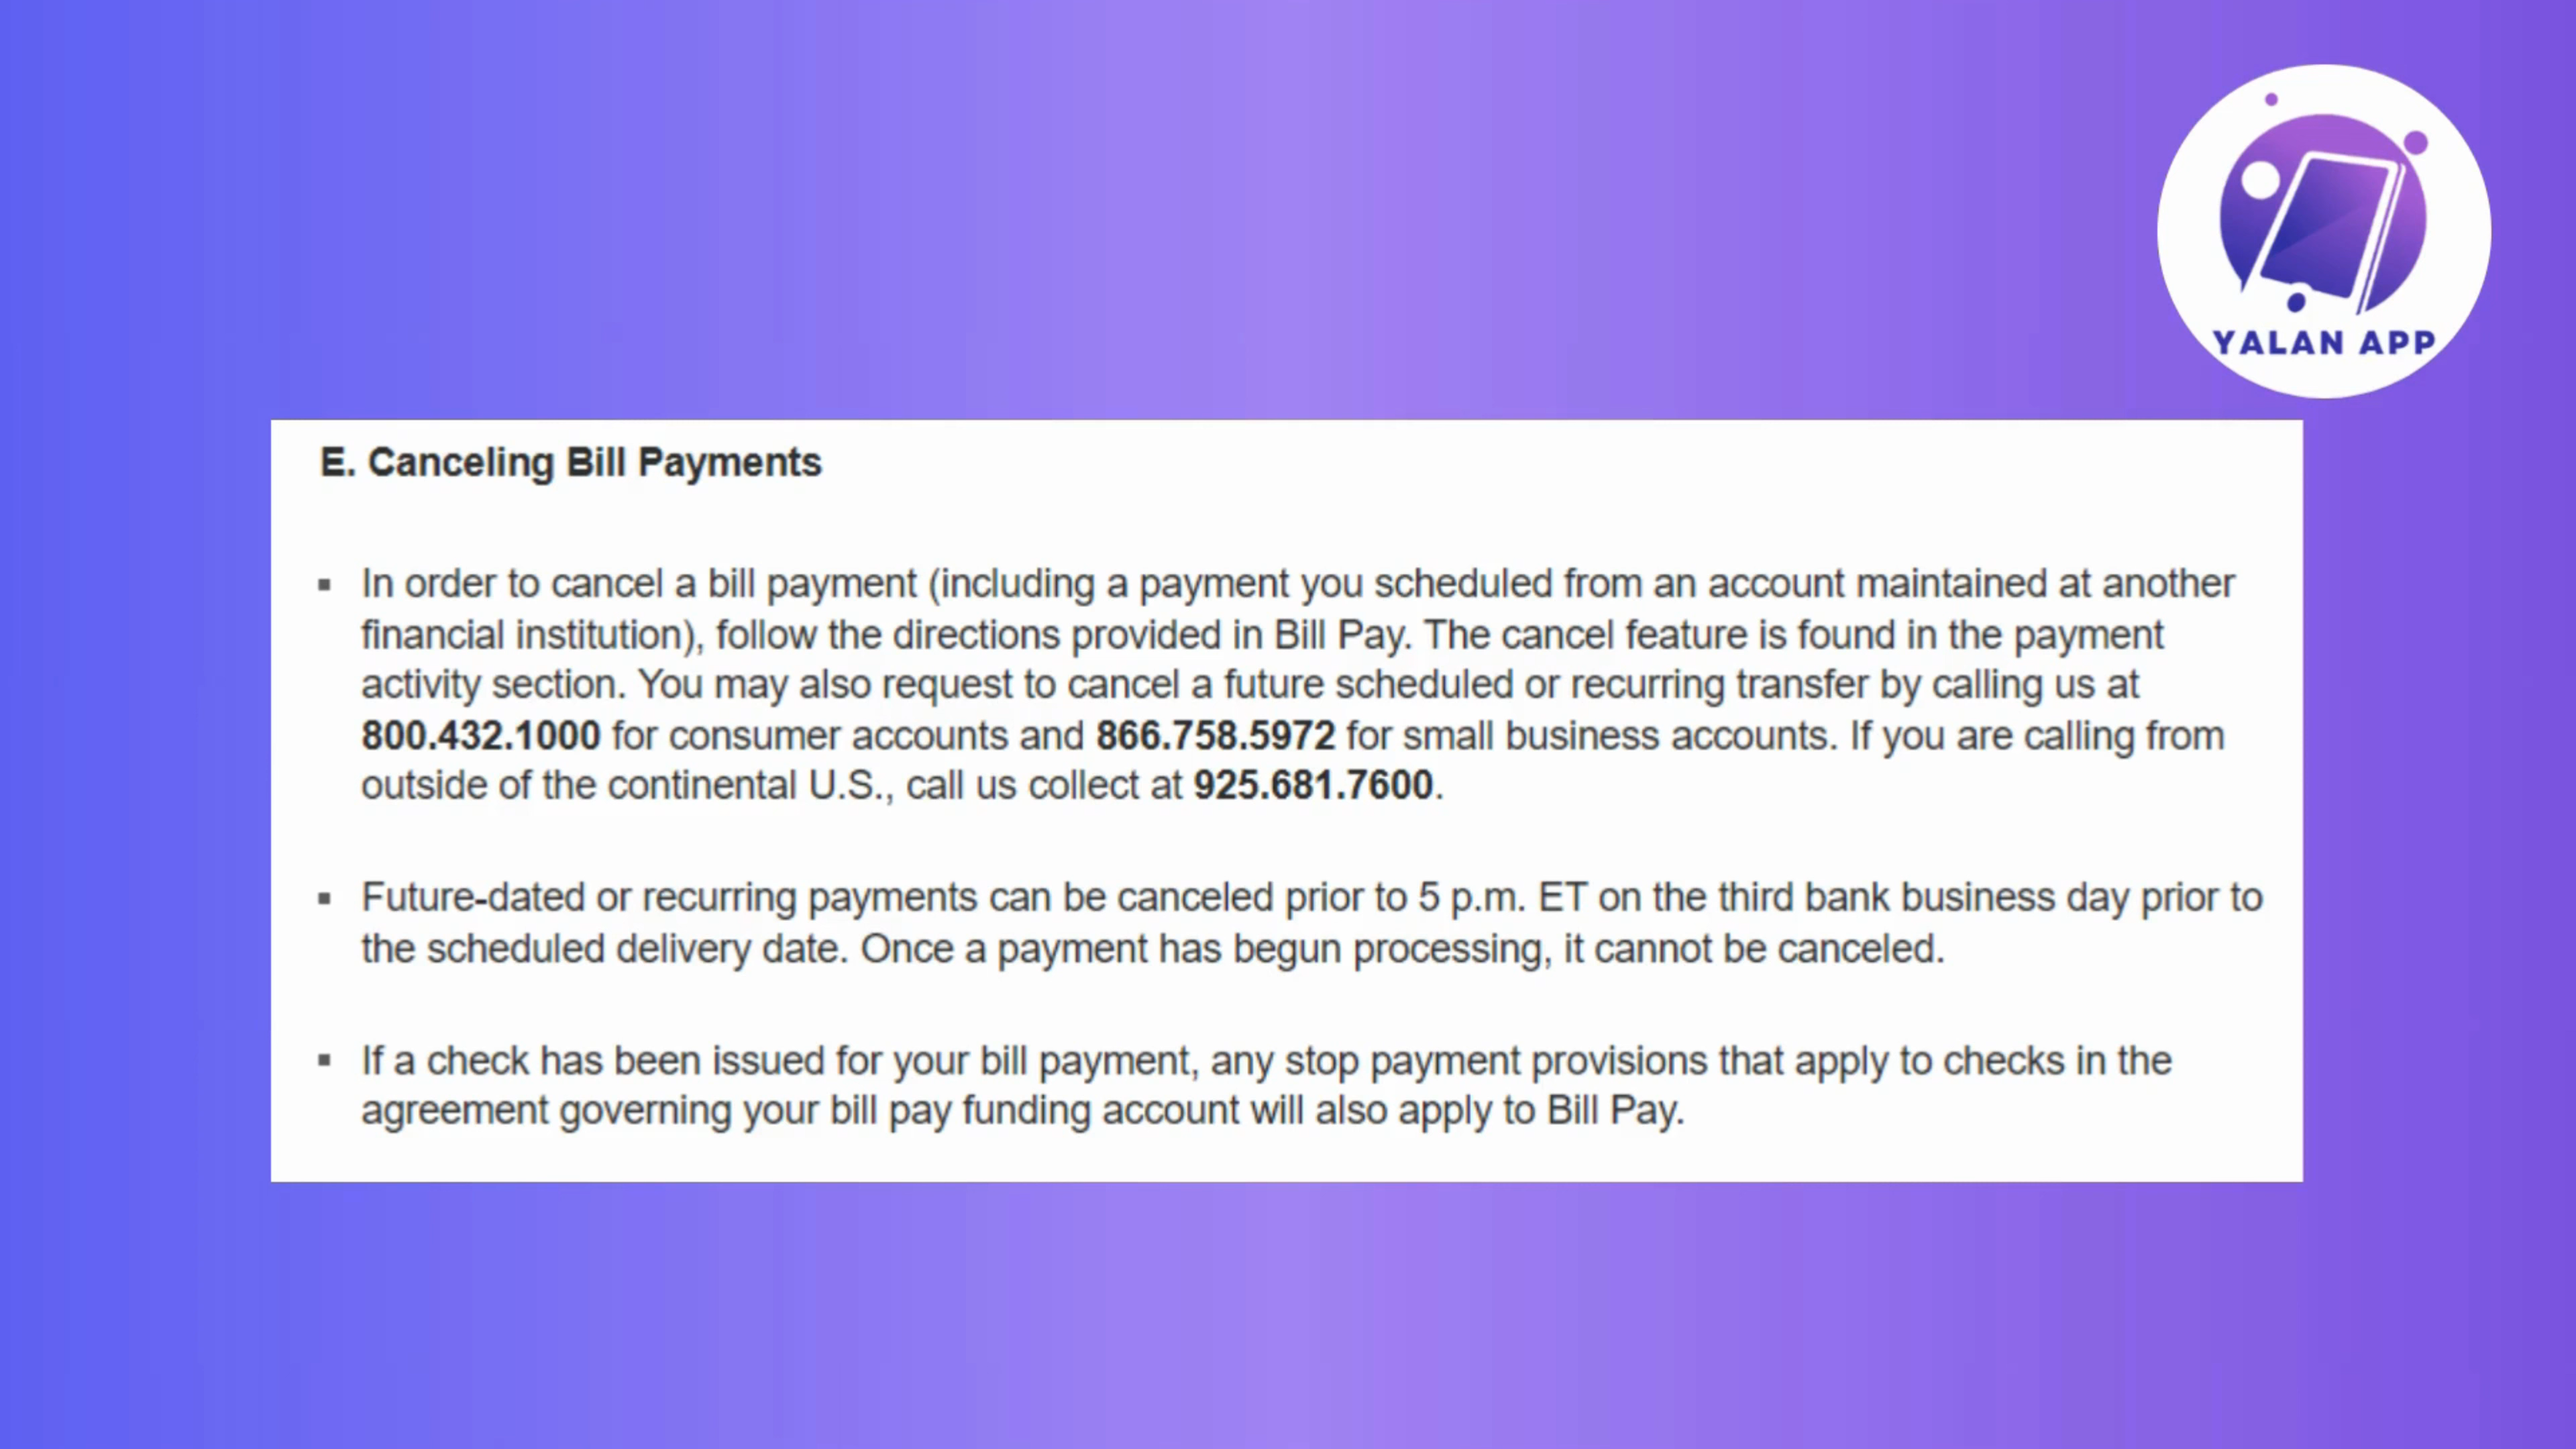 YALAN APP
E. Canceling Bill Payments
▪ In order to cancel a bill payment (including a payment you scheduled from an account maintained at another
financial institution), follow the directions provided in Bill Pay. The cancel feature is found in the payment
activity section. You may also request to cancel a future scheduled or recurring transfer by calling us at
800.432.1000 for consumer accounts and 866.758.5972 for small business accounts. If you are calling from
outside of the continental U.S., call us collect at 925.681.7600.
▪ Future-dated or recurring payments can be canceled prior to 5 p.m. ET on the third bank business day prior to
the scheduled delivery date. Once a payment has begun processing, it cannot be canceled.
▪ If a check has been issued for your bill payment, any stop payment provisions that apply to checks in the
agreement governing your bill pay funding account will also apply to Bill Pay.